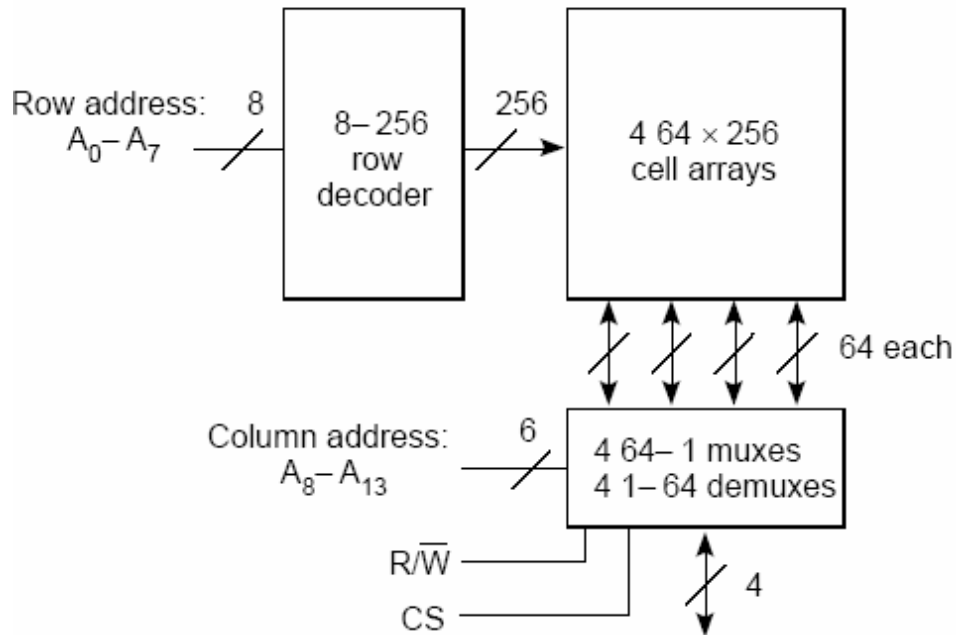 Row address:
A₀–A₇
8
8–256
row
decoder
256
4 64 × 256
cell arrays
64 each
Column address:
A₈–A₁₃
6
4 64–1 muxes
4 1–64 demuxes
R/W̅
CS
4